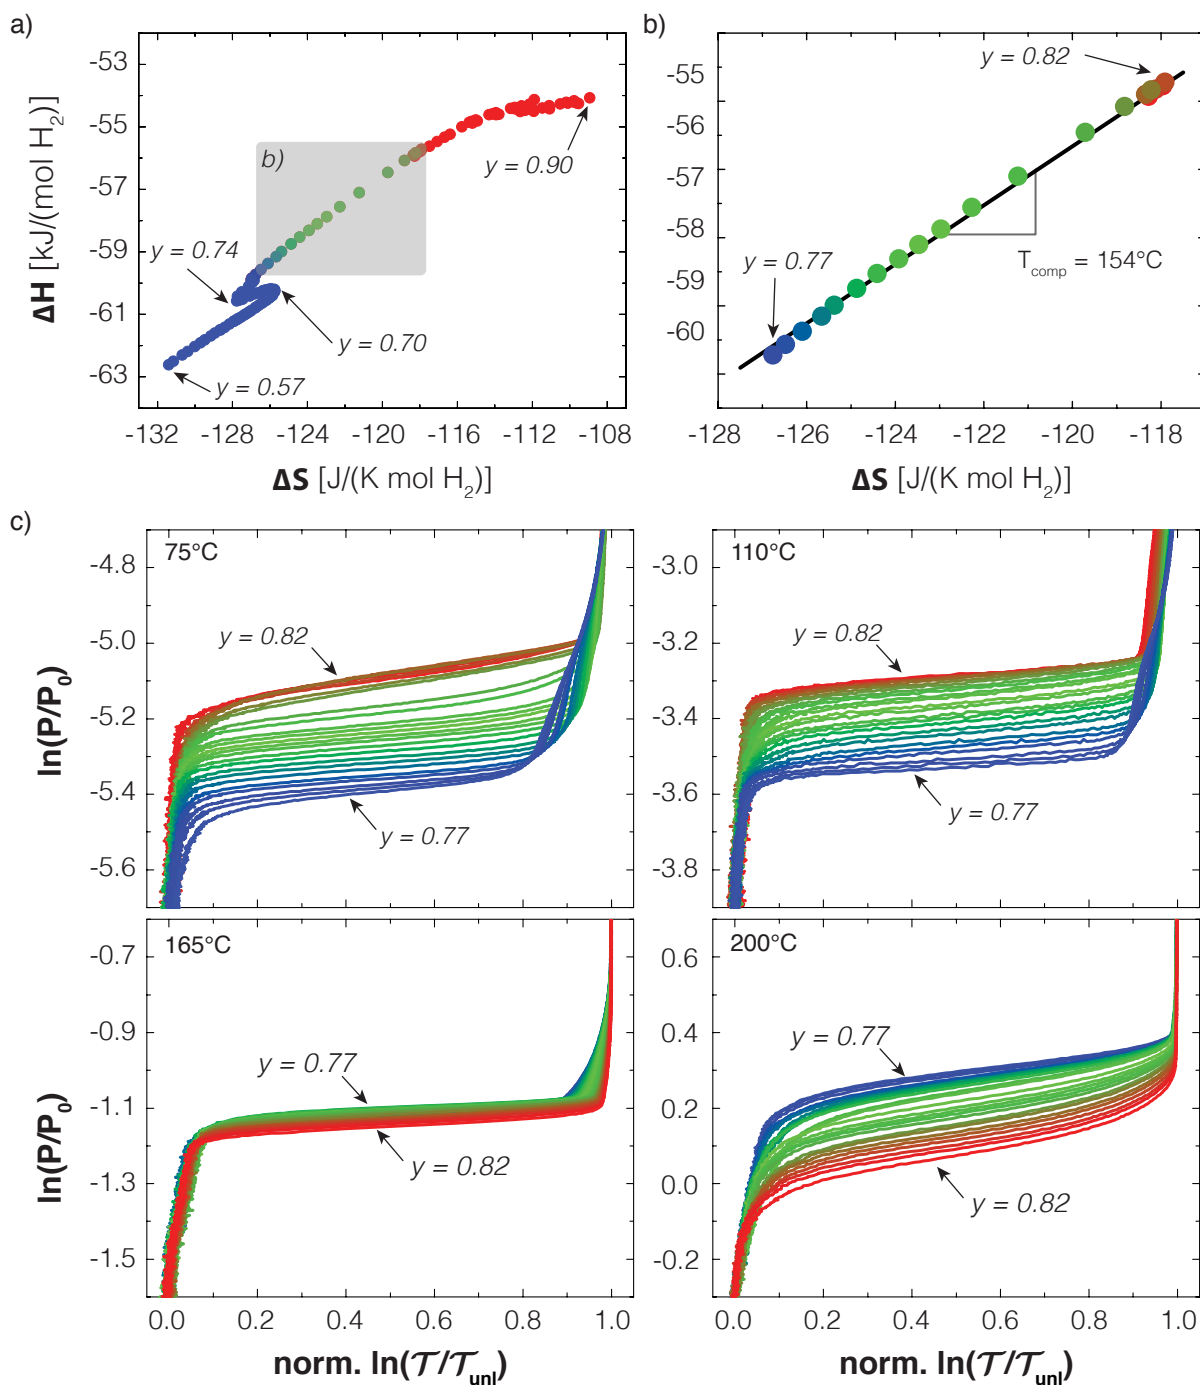 a)
-53
-55
-57
-59
-61
-63
ΔH [kJ/(mol H2)]
b)
y = 0.90
y = 0.74
y = 0.70
y = 0.57
-132 -128 -124 -120 -116 -112 -108
ΔS [J/(K mol H2)]
b)
-55
-56
-57
-58
-59
-60
y = 0.82
y = 0.77
Tcomp = 154°C
-128 -126 -124 -122 -120 -118
ΔS [J/(K mol H2)]
c)
75°C
-4.8
-5.0
-5.2
-5.4
-5.6
ln(P/P0)
y = 0.82
y = 0.77
110°C
-3.0
-3.2
-3.4
-3.6
-3.8
y = 0.82
y = 0.77
165°C
-0.7
-0.9
-1.1
-1.3
-1.5
ln(P/P0)
y = 0.77
y = 0.82
0.0 0.2 0.4 0.6 0.8 1.0
norm. ln(T/Tunl)
200°C
0.6
0.4
0.2
0.0
-0.2
y = 0.77
y = 0.82
0.0 0.2 0.4 0.6 0.8 1.0
norm. ln(T/Tunl)